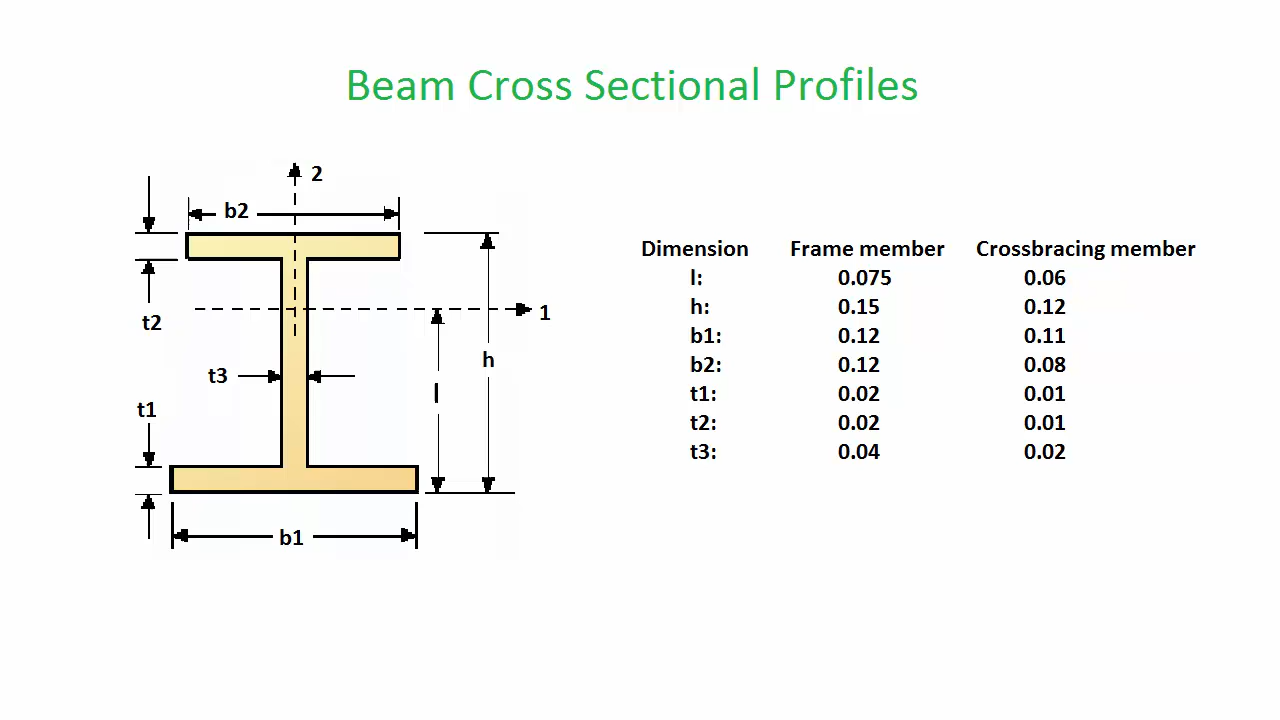 Beam Cross Sectional Profiles
2
b2
t2
1
h
t3
l
t1
b1
Dimension Frame member Crossbracing member
l: 0.075 0.06
h: 0.15 0.12
b1: 0.12 0.11
b2: 0.12 0.08
t1: 0.02 0.01
t2: 0.02 0.01
t3: 0.04 0.02